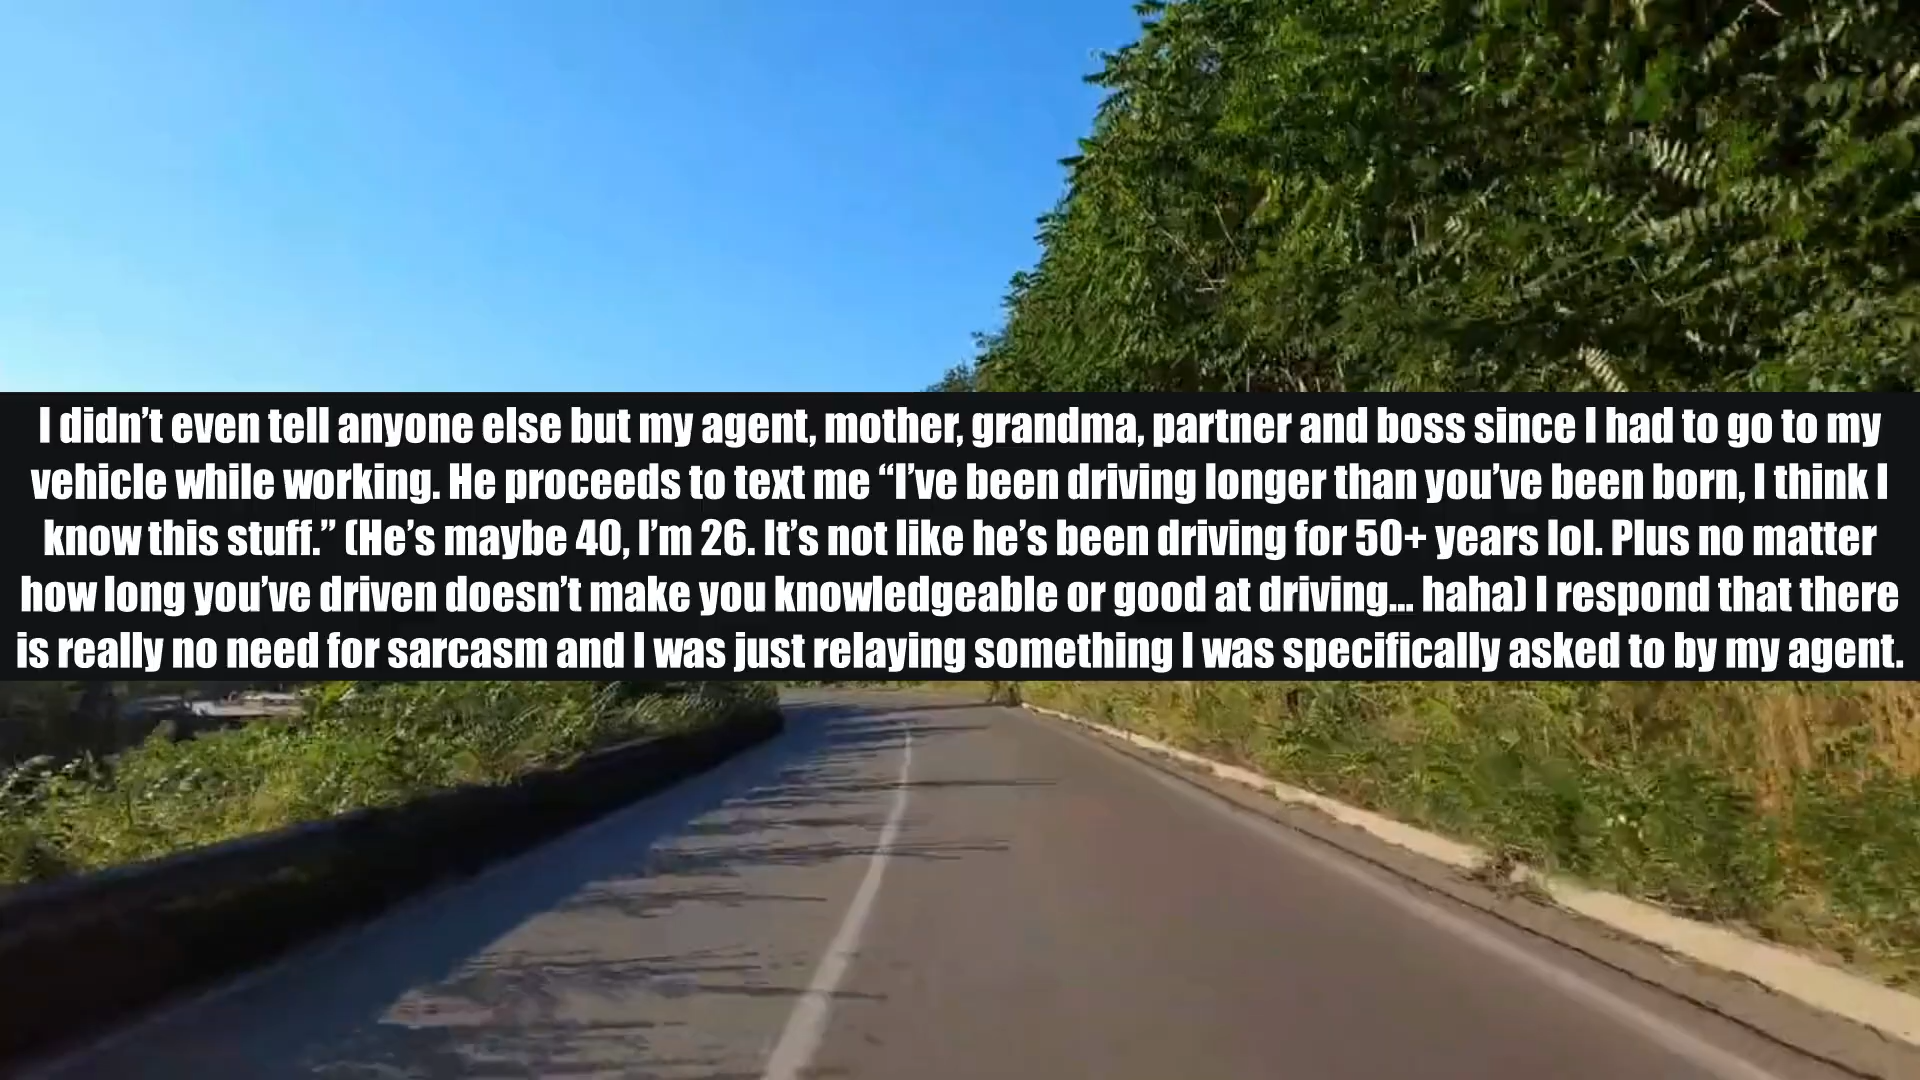 I didn’t even tell anyone else but my agent, mother, grandma, partner and boss since I had to go to my
vehicle while working. He proceeds to text me “I’ve been driving longer than you’ve been born, I think I
know this stuff.” (He’s maybe 40, I’m 26. It’s not like he’s been driving for 50+ years lol. Plus no matter
how long you’ve driven doesn’t make you knowledgeable or good at driving... haha) I respond that there
is really no need for sarcasm and I was just relaying something I was specifically asked to by my agent.